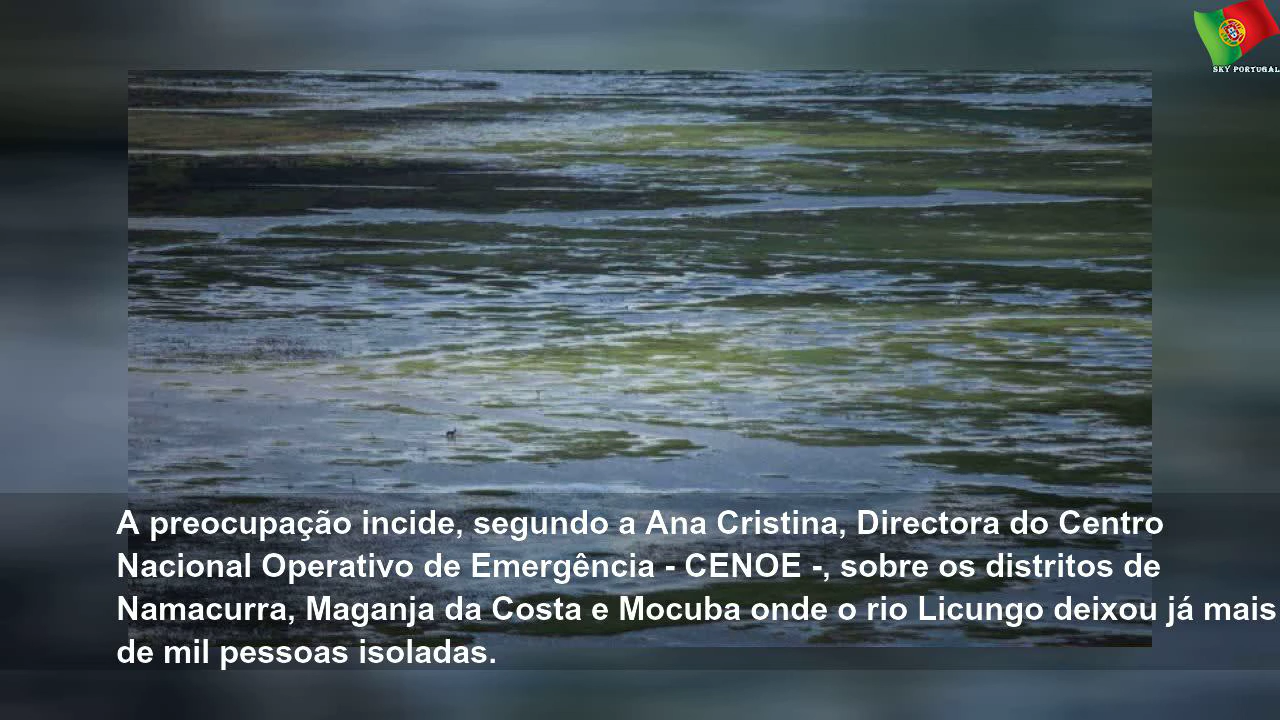 SKY PORTUGAL
A preocupação incide, segundo a Ana Cristina, Directora do Centro
Nacional Operativo de Emergência - CENOE -, sobre os distritos de
Namacurra, Maganja da Costa e Mocuba onde o rio Licungo deixou já mais
de mil pessoas isoladas.